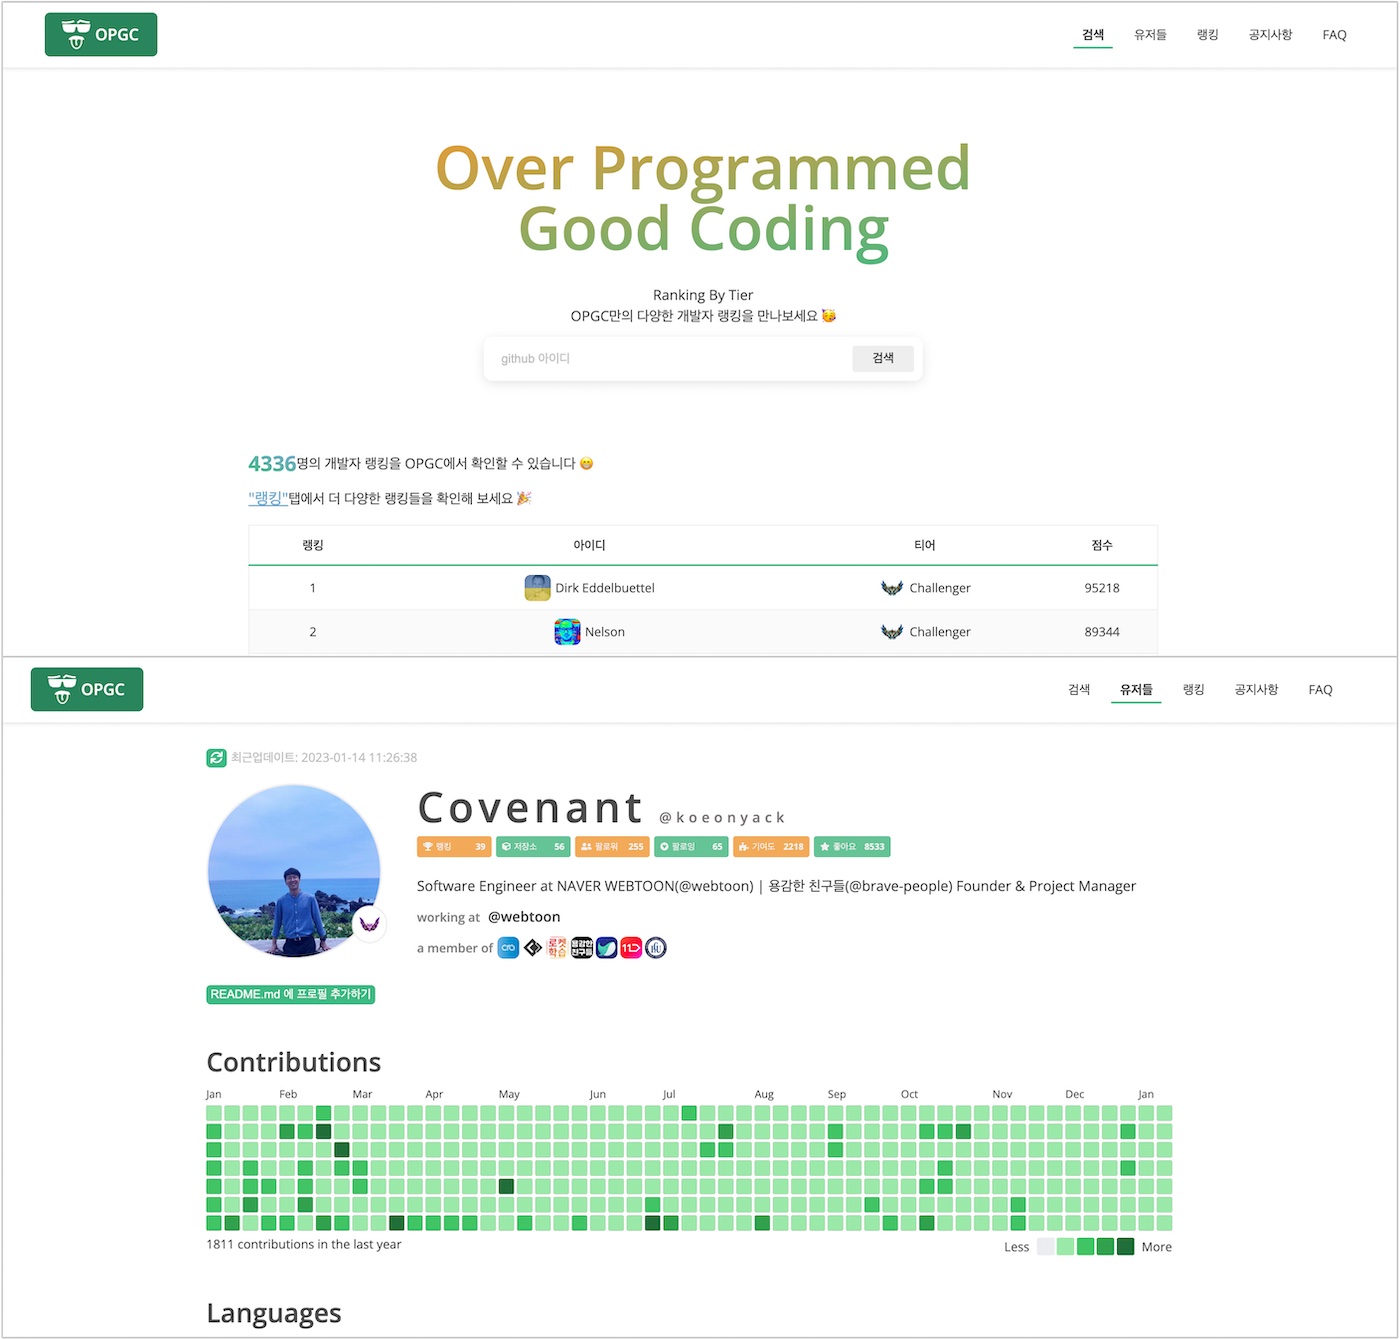 OPGC
검색 유저들 랭킹 공지사항 FAQ
Over Programmed
Good Coding
Ranking By Tier
OPGC만의 다양한 개발자 랭킹을 만나보세요 🥳
github 아이디 검색
4336명의 개발자 랭킹을 OPGC에서 확인할 수 있습니다 😁
"랭킹"탭에서 더 다양한 랭킹들을 확인해 보세요 🎉
랭킹 아이디 티어 점수
1 Dirk Eddelbuettel Challenger 95218
2 Nelson Challenger 89344
OPGC
검색 유저들 랭킹 공지사항 FAQ
최근업데이트: 2023-01-14 11:26:38
Covenant @koeonyack
랭킹 39 저장소 56 팔로워 255 팔로잉 65 기여도 2218 좋아요 8533
Software Engineer at NAVER WEBTOON(@webtoon) | 용감한 친구들(@brave-people) Founder & Project Manager
working at @webtoon
a member of 로켓학습 용감한친구들 11
README.md 에 프로필 추가하기
Contributions
Jan Feb Mar Apr May Jun Jul Aug Sep Oct Nov Dec Jan
1811 contributions in the last year
Less More
Languages